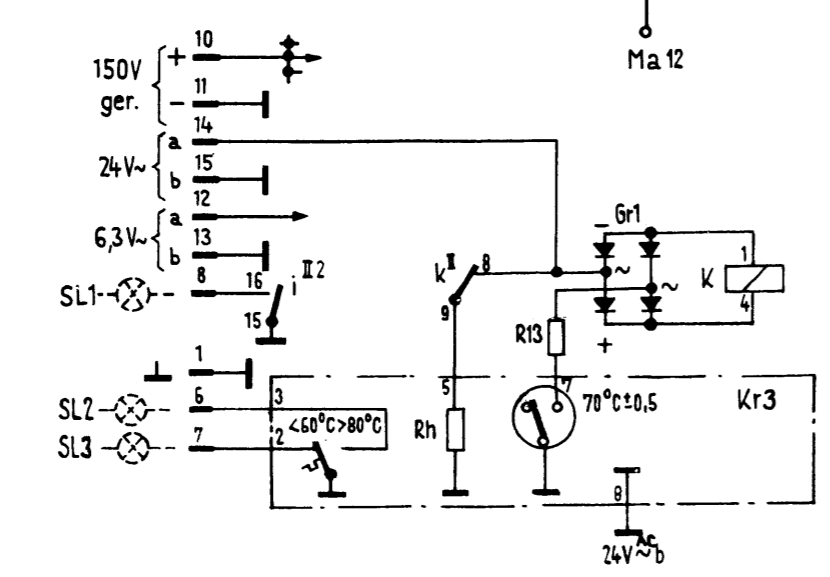 Ma 12
150V ger.
+ 10
- 11
24V~
a 14
b 15
6,3V~
a 12
b 13
SL1 8 16 i II 2
15
1
SL2 6 3
SL3 7 2
<60°C >80°C
k II 8
9
5
Rh
R13
7
70°C±0,5
Kr3
- Gr1
~
~
+
K
1
4
8
24V~b